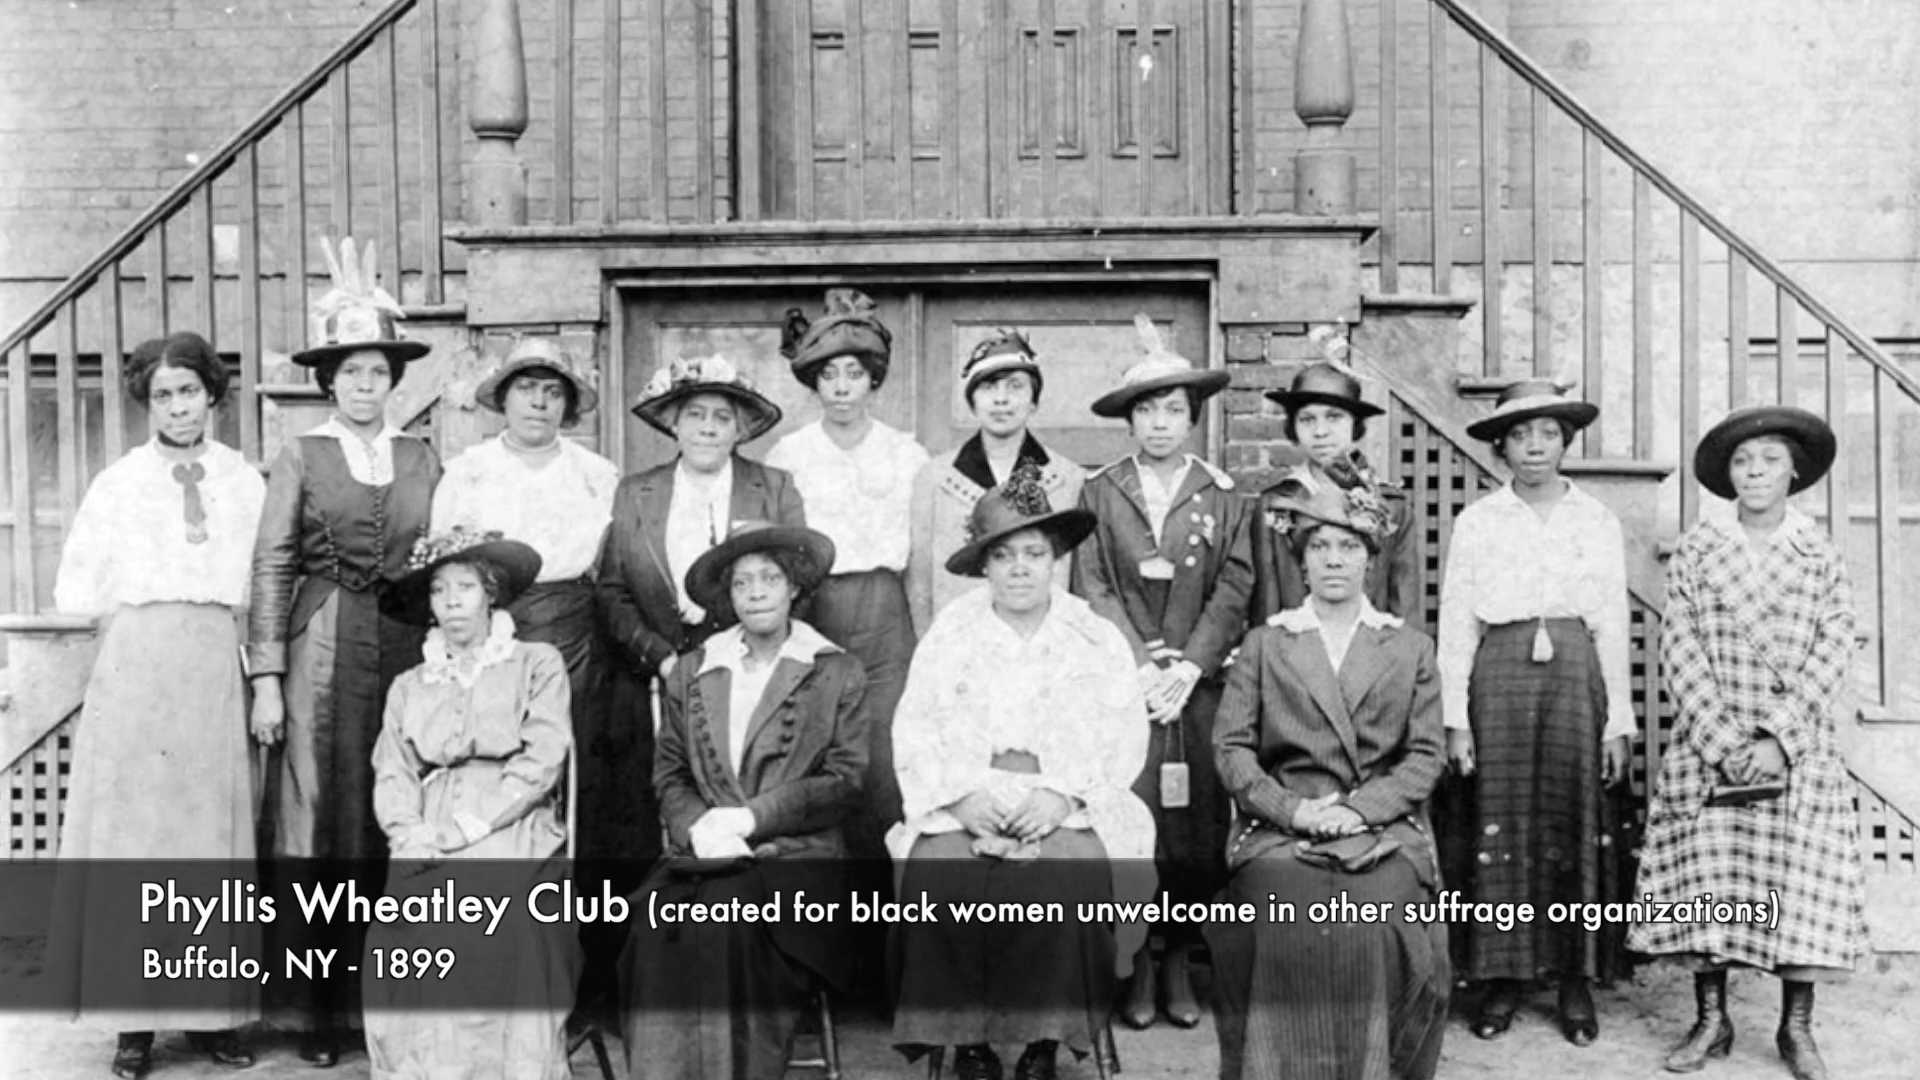 Phyllis Wheatley Club (created for black women unwelcome in other suffrage organizations)
Buffalo, NY - 1899